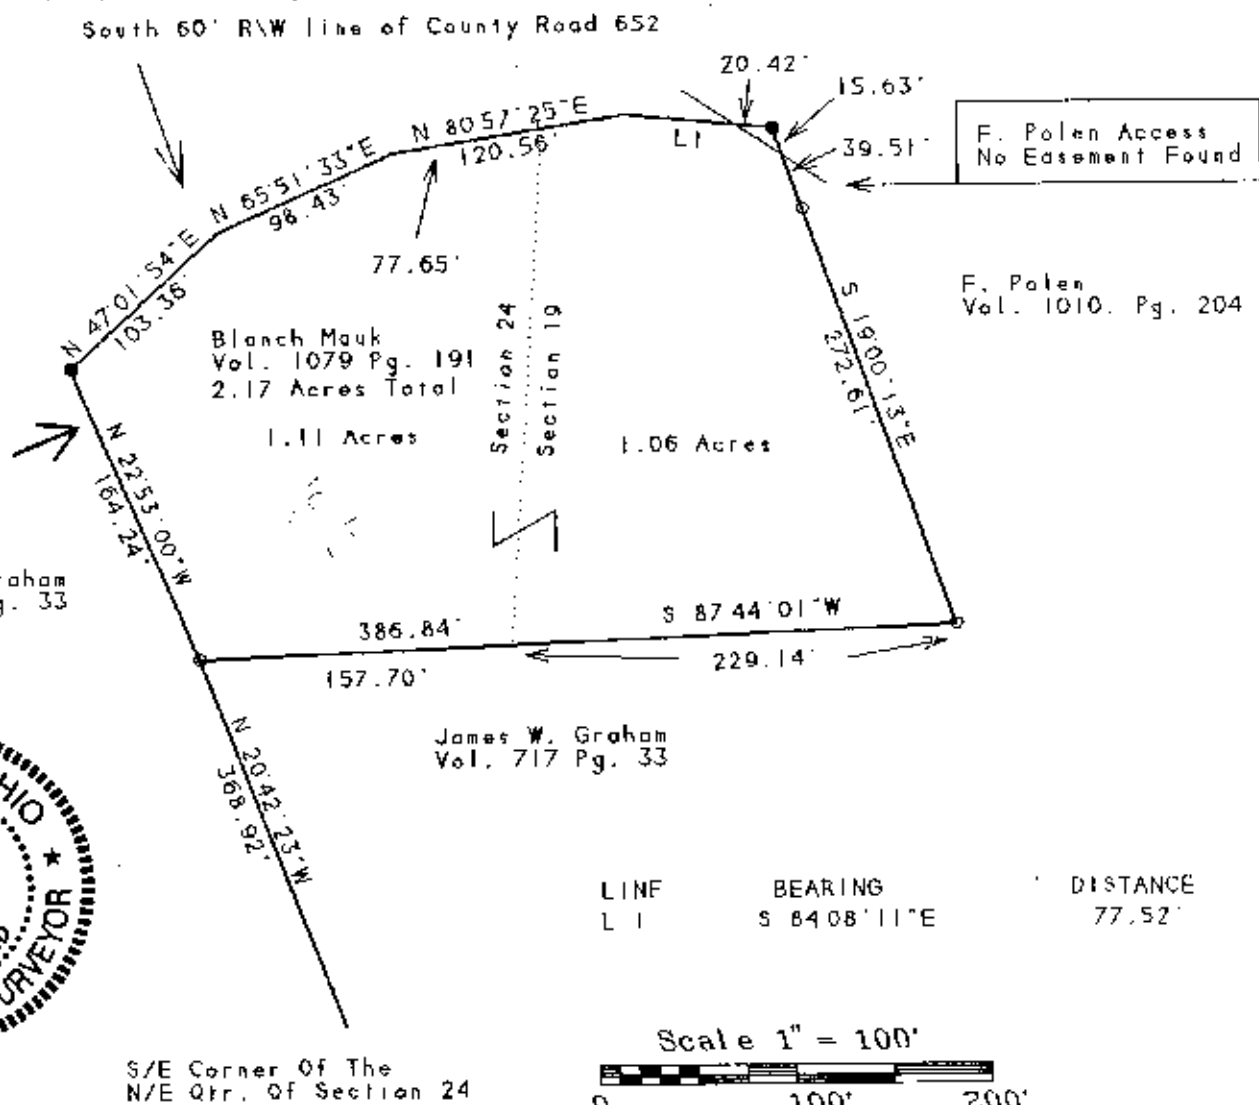 South 60' R\W line of County Road 652
20.42'
15.63'
F. Polen Access
No Easement Found
39.51'
L1
N 80°57'25"E
120.56'
N 65°51'33"E
98.43'
77.65'
N 47°01'54"E
103.36'
F. Polen
Vol. 1010. Pg. 204
S 19°00'13"E
272.61'
Blanch Mauk
Vol. 1079 Pg. 191
2.17 Acres Total
1.11 Acres
Section 24
Section 19
1.06 Acres
N 22°53'00"W
164.24'
raham
g. 33
386.84'
S 87°44'01"W
157.70'
229.14'
James W. Graham
Vol. 717 Pg. 33
N 20°42'23"W
368.92'
HIO
URVEYOR
LINE BEARING DISTANCE
L 1 S 84°08'11"E 77.52'
S/E Corner Of The
N/E Qtr. Of Section 24
Scale 1" = 100'
0 100' 200'